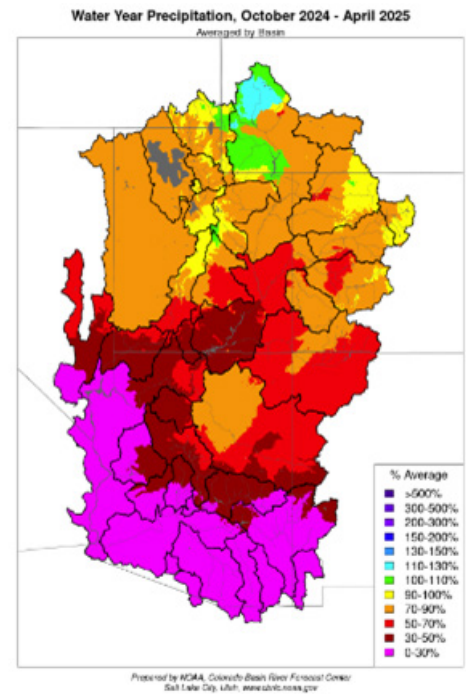 Water Year Precipitation, October 2024 - April 2025
Averaged by Basin
% Average
>500%
300-500%
200-300%
150-200%
130-150%
110-130%
100-110%
90-100%
70-90%
50-70%
30-50%
0-30%
Prepared by NOAA, Colorado Basin River Forecast Center
Salt Lake City, Utah, www.cbrfc.noaa.gov